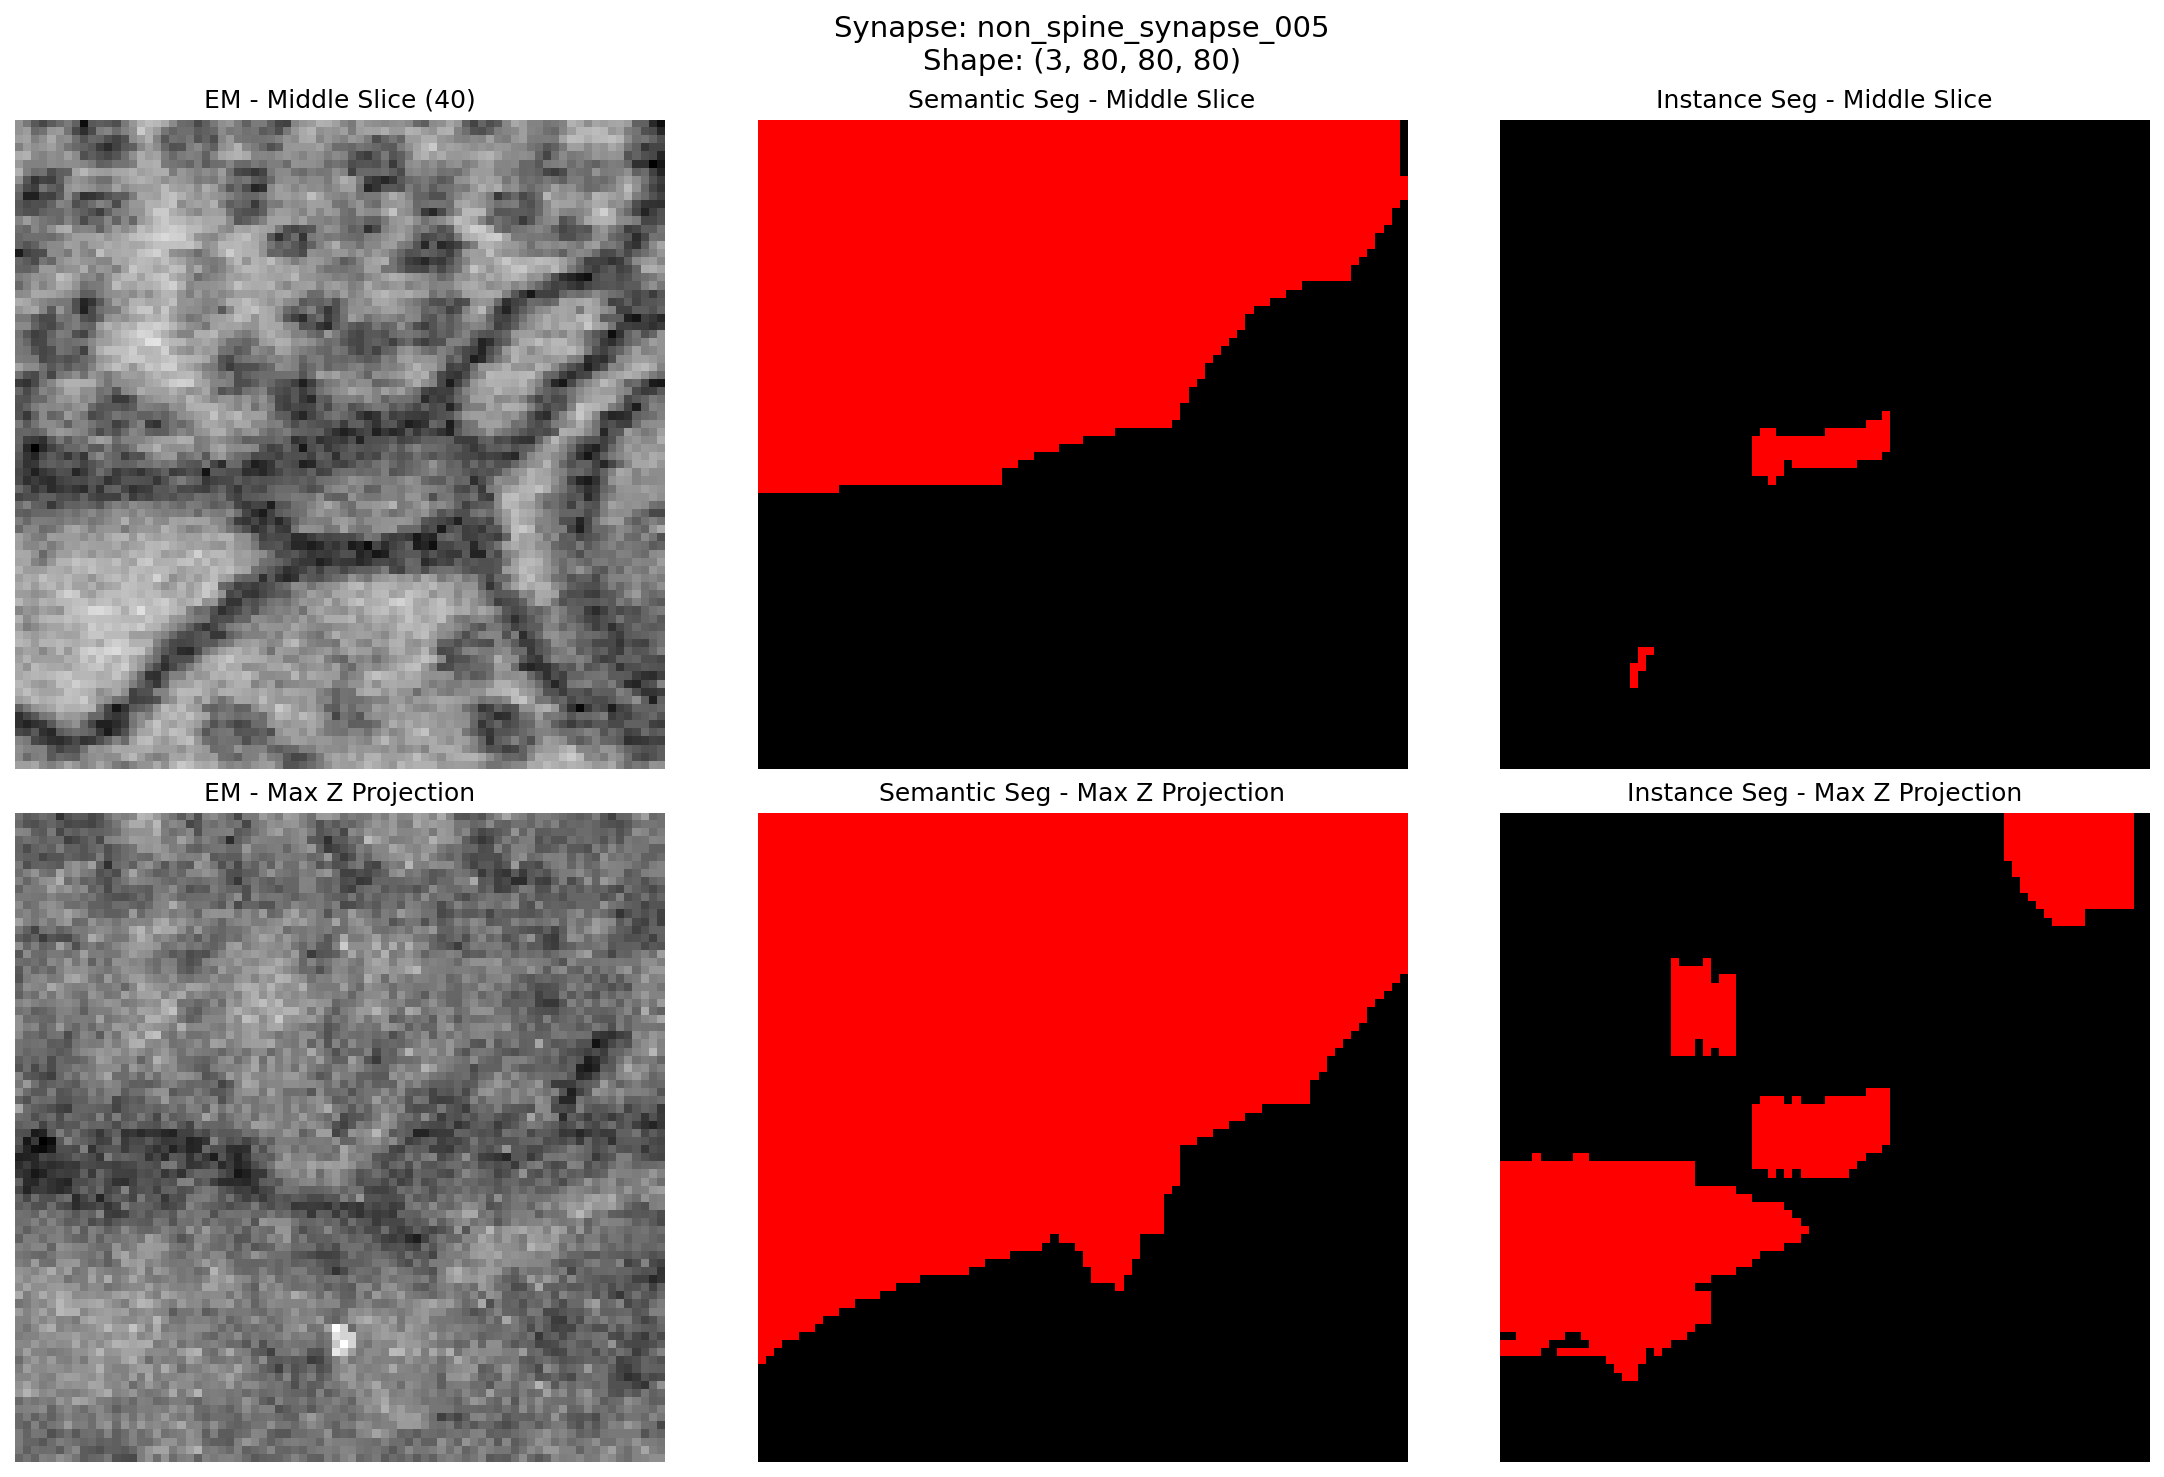 Synapse: non_spine_synapse_005
Shape: (3, 80, 80, 80)
EM - Middle Slice (40)
Semantic Seg - Middle Slice
Instance Seg - Middle Slice
EM - Max Z Projection
Semantic Seg - Max Z Projection
Instance Seg - Max Z Projection